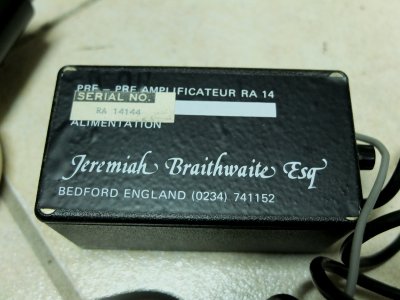 PRE - PRE AMPLIFICATEUR RA 14
SERIAL NO.
RA 14144
ALIMENTATION
Jeremiah Braithwaite Esq
BEDFORD ENGLAND (0234) 741152